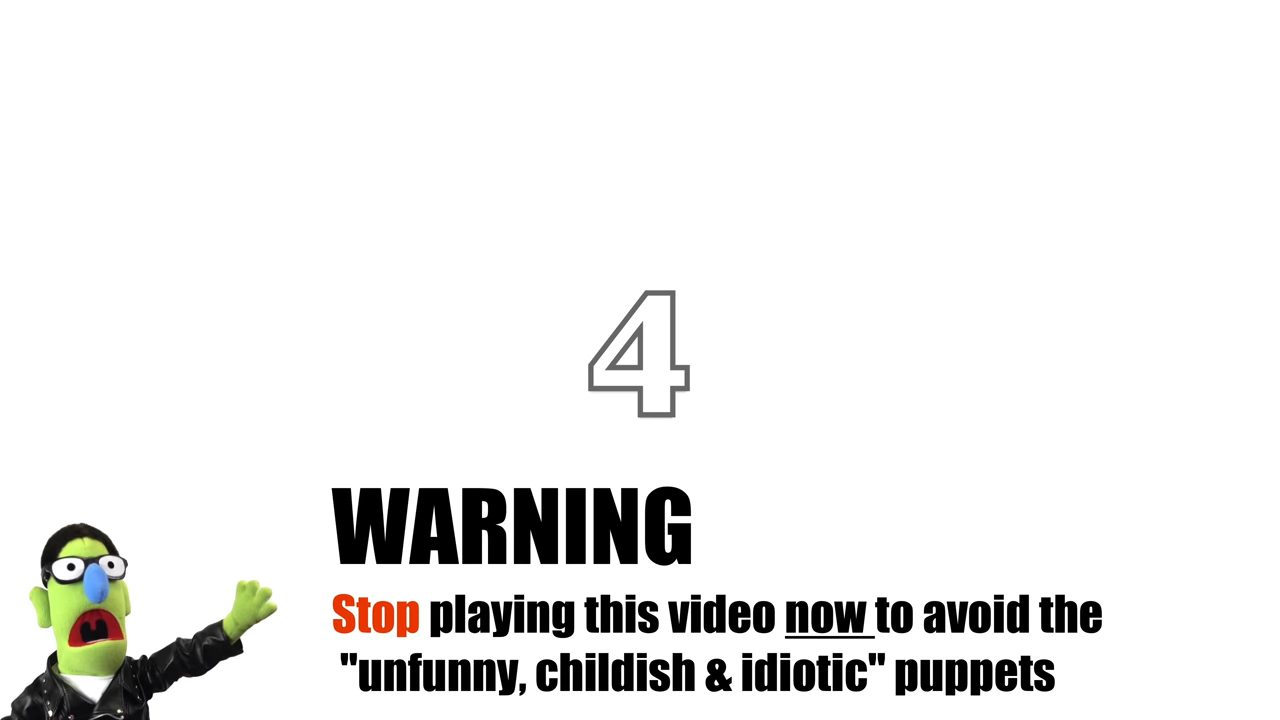 4
WARNING
Stop playing this video now to avoid the
"unfunny, childish & idiotic" puppets